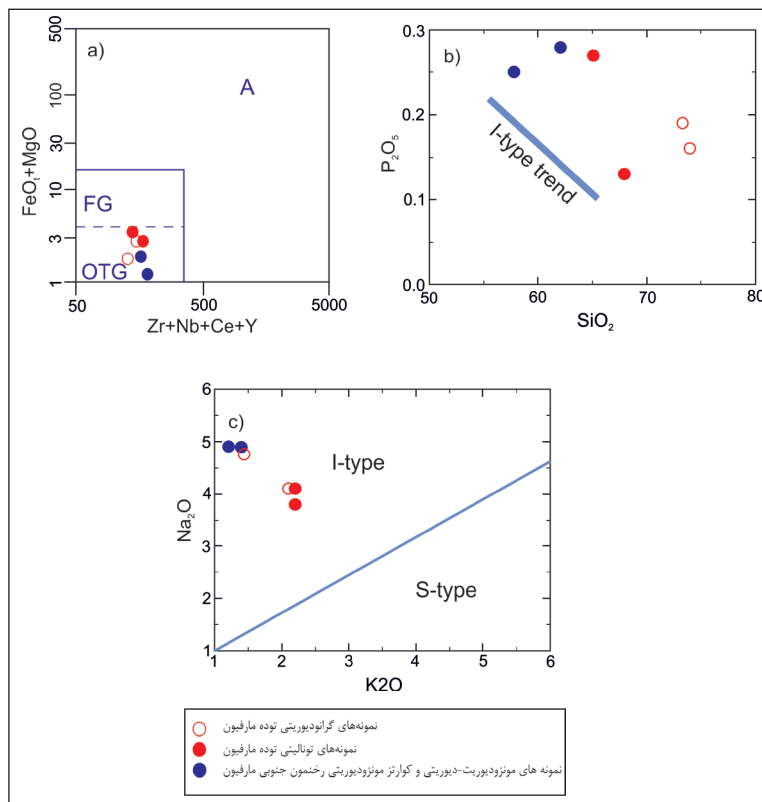 a)
500
100
30
10
3
1
FeOt+MgO
A
FG
OTG
50
500
5000
Zr+Nb+Ce+Y
b)
0.3
0.2
0.1
0.0
P2O5
I-type trend
50
60
70
80
SiO2
c)
6
5
4
3
2
1
Na2O
I-type
S-type
1
2
3
4
5
6
K2O
نمونه‌های گرانودیوریتی توده مارفیون
نمونه‌های تونالیتی توده مارفیون
نمونه های مونزودیوریت-دیوریتی و کوارتز مونزودیوریتی رخنمون جنوبی مارفیون